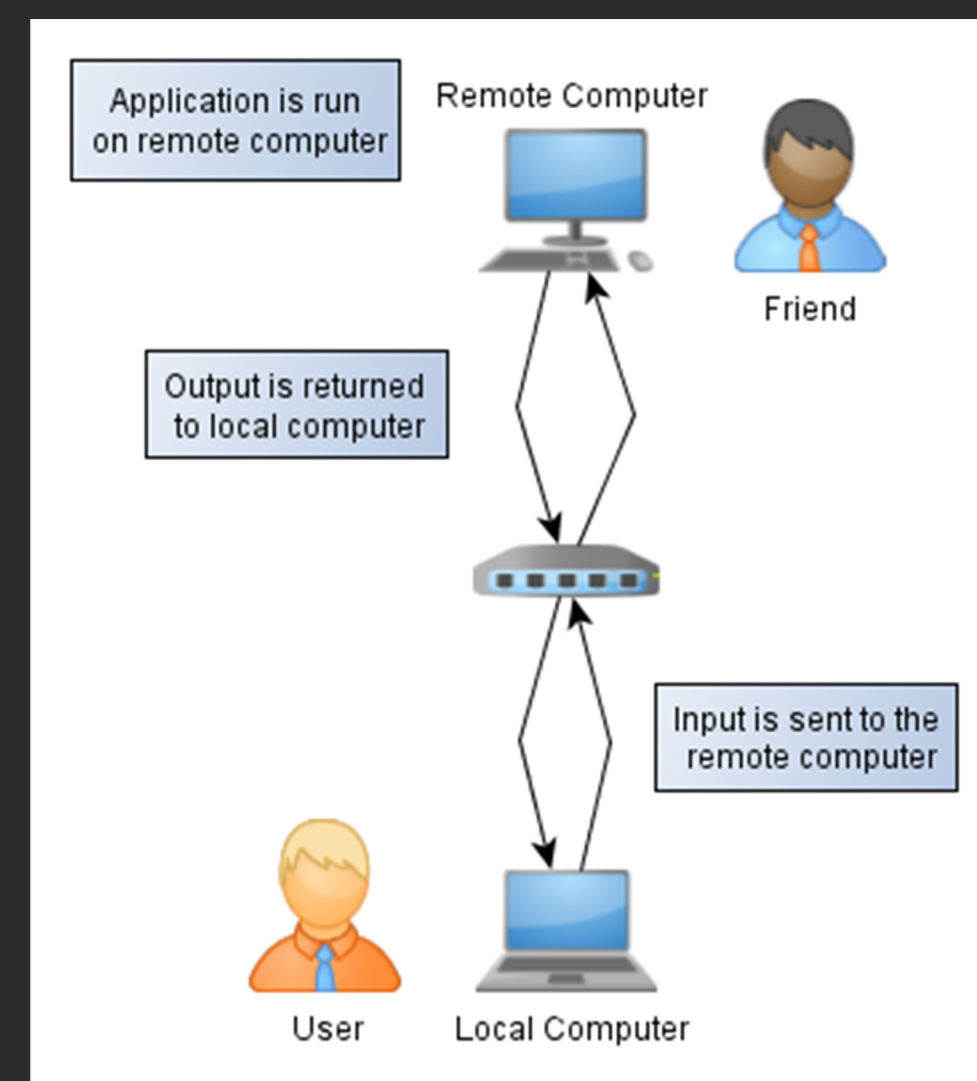 Application is run
on remote computer
Remote Computer
Friend
Output is returned
to local computer
Input is sent to the
remote computer
User
Local Computer